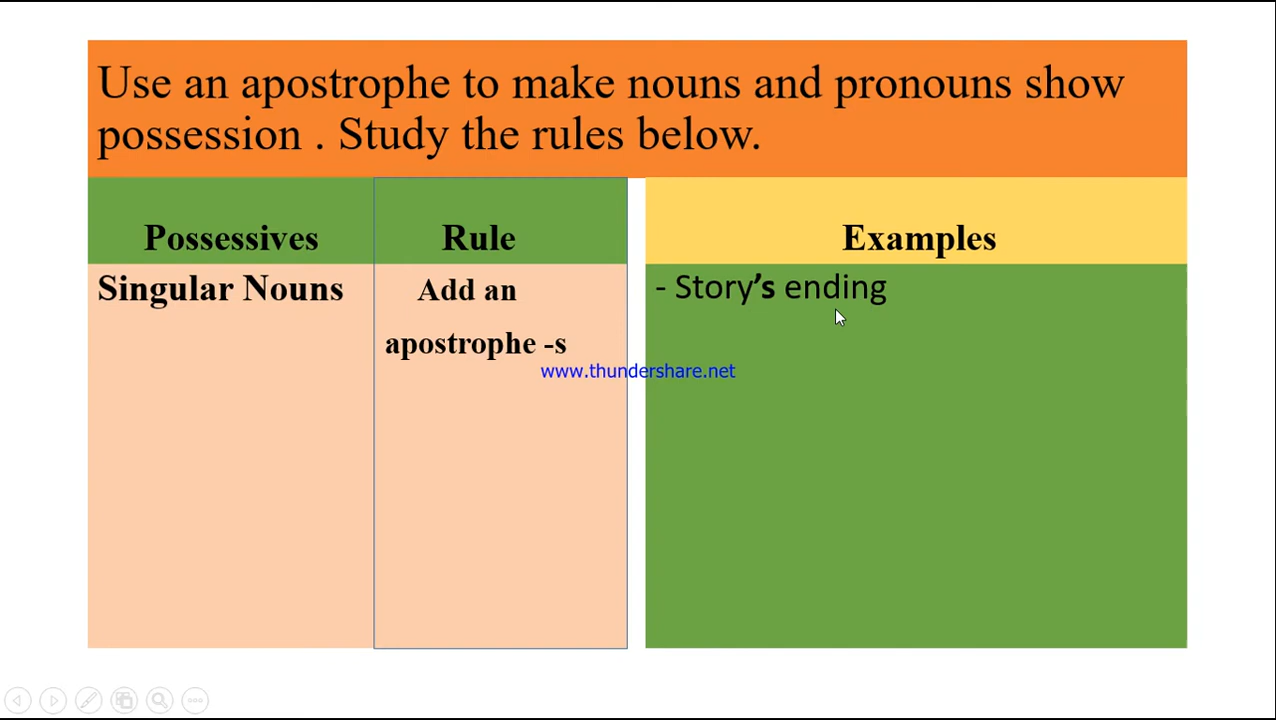 Use an apostrophe to make nouns and pronouns show
possession . Study the rules below.
Possessives
Rule
Examples
Singular Nouns
Add an
apostrophe -s
- Story’s ending
www.thundershare.net